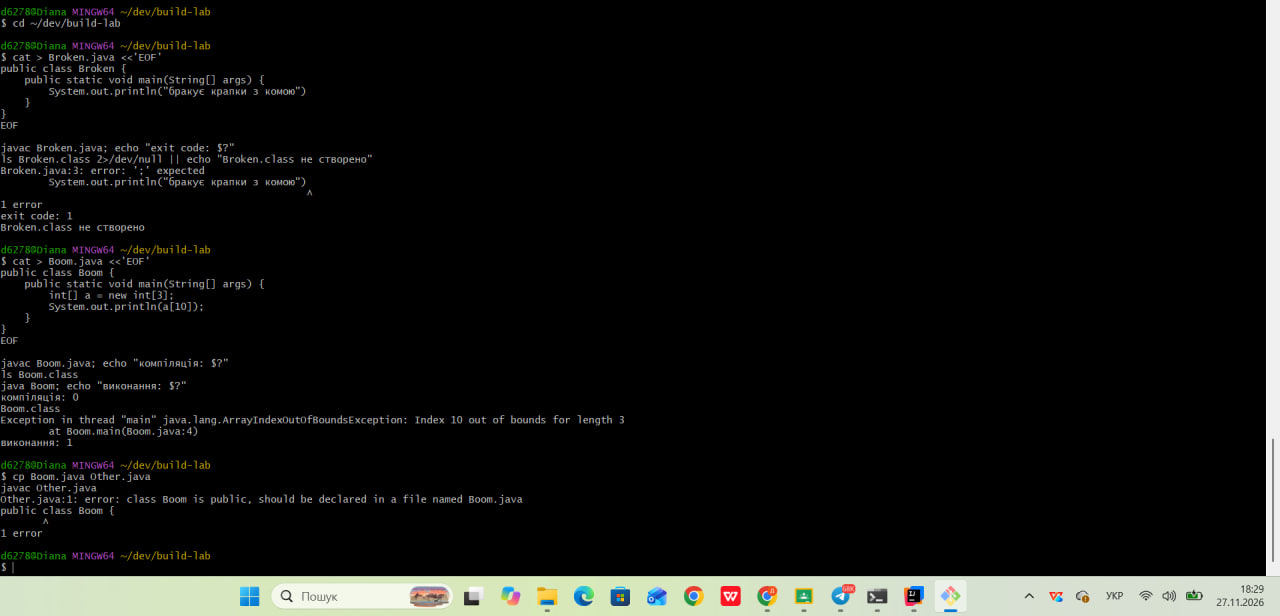 d6278@Diana MINGW64 ~/dev/build-lab
$ cd ~/dev/build-lab
d6278@Diana MINGW64 ~/dev/build-lab
$ cat > Broken.java <<'EOF'
public class Broken {
    public static void main(String[] args) {
        System.out.println("бракує крапки з комою")
    }
}
EOF
javac Broken.java; echo "exit code: $?"
ls Broken.class 2>/dev/null || echo "Broken.class не створено"
Broken.java:3: error: ';' expected
        System.out.println("бракує крапки з комою")
                                                   ^
1 error
exit code: 1
Broken.class не створено
d6278@Diana MINGW64 ~/dev/build-lab
$ cat > Boom.java <<'EOF'
public class Boom {
    public static void main(String[] args) {
        int[] a = new int[3];
        System.out.println(a[10]);
    }
}
EOF
javac Boom.java; echo "компіляція: $?"
ls Boom.class
java Boom; echo "виконання: $?"
компіляція: 0
Boom.class
Exception in thread "main" java.lang.ArrayIndexOutOfBoundsException: Index 10 out of bounds for length 3
        at Boom.main(Boom.java:4)
виконання: 1
d6278@Diana MINGW64 ~/dev/build-lab
$ cp Boom.java Other.java
javac Other.java
Other.java:1: error: class Boom is public, should be declared in a file named Boom.java
public class Boom {
       ^
1 error
d6278@Diana MINGW64 ~/dev/build-lab
$
Пошук
УКР
18:29
27.11.2026